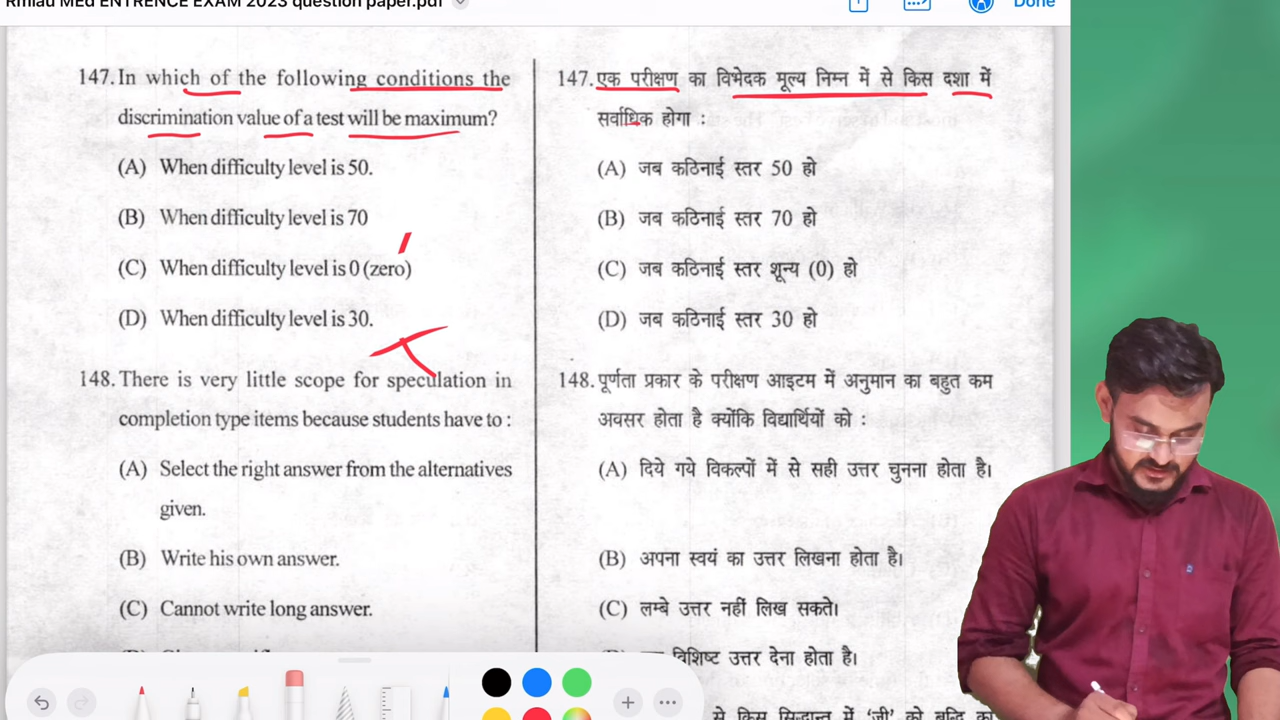 Rmlau MEd ENTRENCE EXAM 2023 question paper.pdf
Done
147. In which of the following conditions the
discrimination value of a test will be maximum?
(A) When difficulty level is 50.
(B) When difficulty level is 70
(C) When difficulty level is 0 (zero)
(D) When difficulty level is 30.
148. There is very little scope for speculation in
completion type items because students have to :
(A) Select the right answer from the alternatives
given.
(B) Write his own answer.
(C) Cannot write long answer.
147. एक परीक्षण का विभेदक मूल्य निम्न में से किस दशा में
सर्वाधिक होगा :
(A) जब कठिनाई स्तर 50 हो
(B) जब कठिनाई स्तर 70 हो
(C) जब कठिनाई स्तर शून्य (0) हो
(D) जब कठिनाई स्तर 30 हो
148. पूर्णता प्रकार के परीक्षण आइटम में अनुमान का बहुत कम
अवसर होता है क्योंकि विद्यार्थियों को :
(A) दिये गये विकल्पों में से सही उत्तर चुनना होता है।
(B) अपना स्वयं का उत्तर लिखना होता है।
(C) लम्बे उत्तर नहीं लिख सकते।
विशिष्ट उत्तर देना होता है।
से किस सिद्धान्त में 'जी' को बुद्धि का